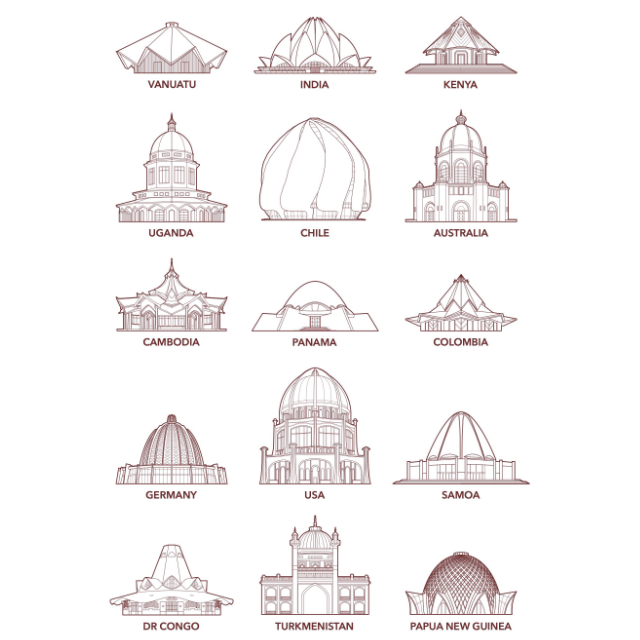 VANUATU
INDIA
KENYA
UGANDA
CHILE
AUSTRALIA
CAMBODIA
PANAMA
COLOMBIA
GERMANY
USA
SAMOA
DR CONGO
TURKMENISTAN
PAPUA NEW GUINEA